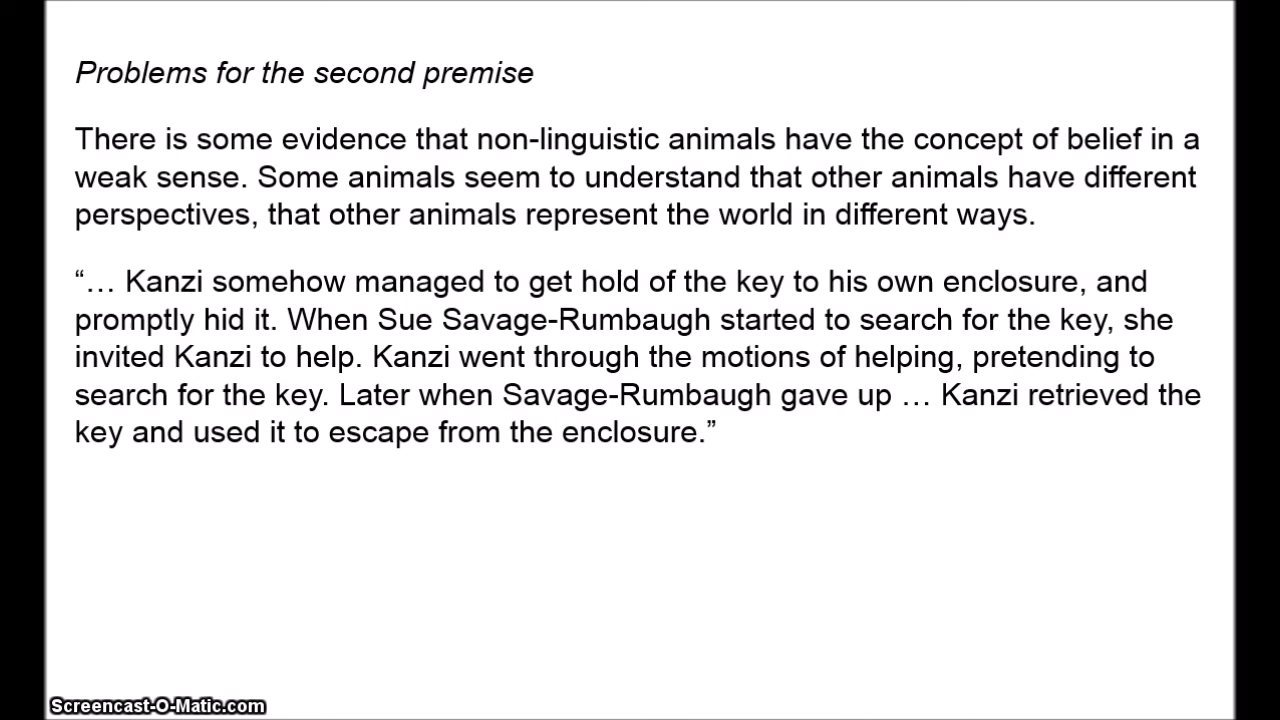 Problems for the second premise
There is some evidence that non-linguistic animals have the concept of belief in a
weak sense. Some animals seem to understand that other animals have different
perspectives, that other animals represent the world in different ways.
“… Kanzi somehow managed to get hold of the key to his own enclosure, and
promptly hid it. When Sue Savage-Rumbaugh started to search for the key, she
invited Kanzi to help. Kanzi went through the motions of helping, pretending to
search for the key. Later when Savage-Rumbaugh gave up … Kanzi retrieved the
key and used it to escape from the enclosure.”
Screencast-O-Matic.com